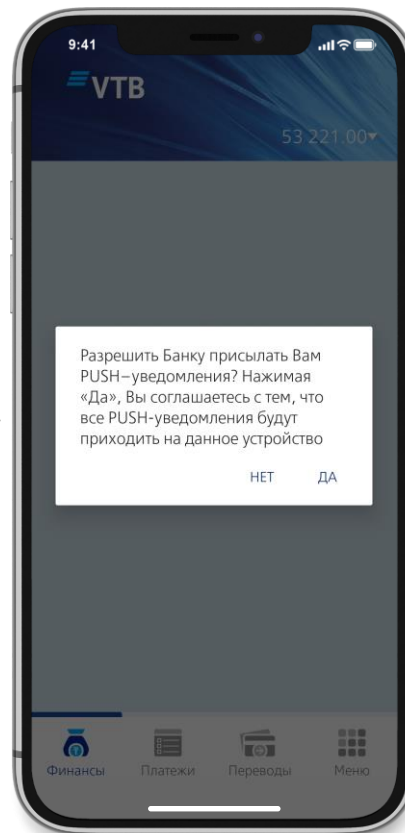 9:41
VTB
53 221.00
Разрешить Банку присылать Вам
PUSH–уведомления? Нажимая
«Да», Вы соглашаетесь с тем, что
все PUSH-уведомления будут
приходить на данное устройство
НЕТ ДА
Финансы Платежи Переводы Меню